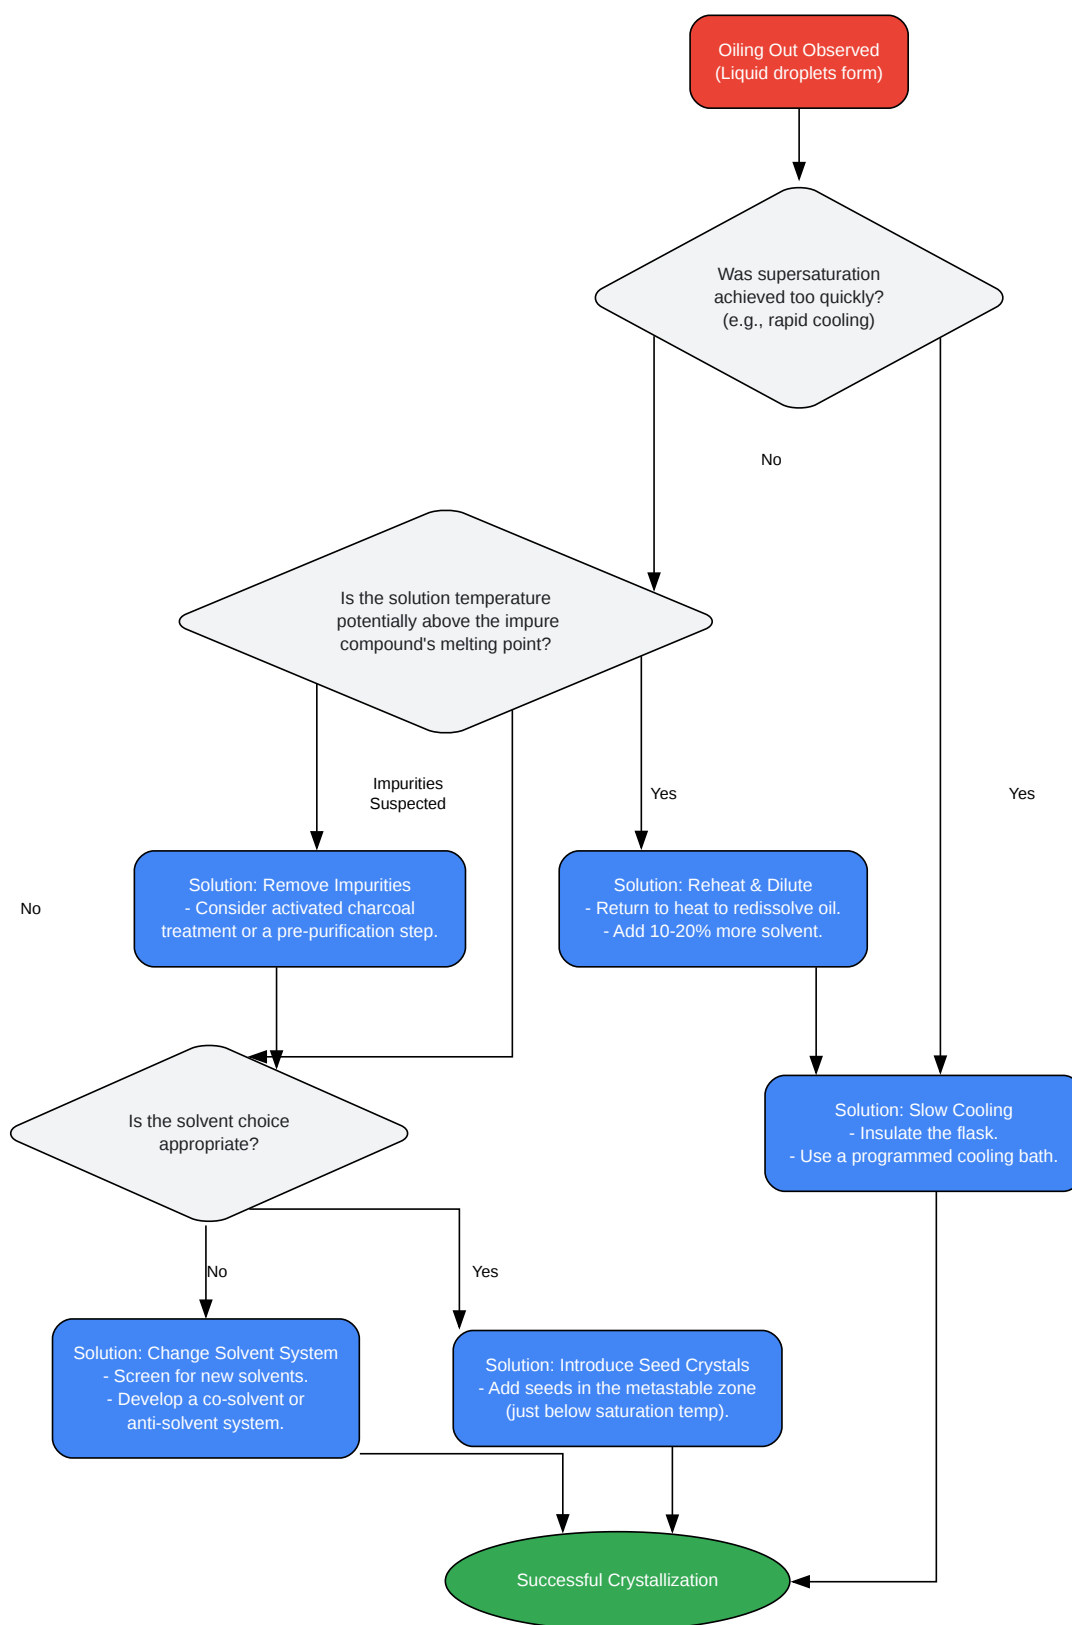 Oiling Out Observed
(Liquid droplets form)
Was supersaturation
achieved too quickly?
(e.g., rapid cooling)
No
Is the solution temperature
potentially above the impure
compound's melting point?
Impurities
Suspected
Yes
Yes
Solution: Remove Impurities
- Consider activated charcoal
treatment or a pre-purification step.
Solution: Reheat & Dilute
- Return to heat to redissolve oil.
- Add 10-20% more solvent.
No
Is the solvent choice
appropriate?
Solution: Slow Cooling
- Insulate the flask.
- Use a programmed cooling bath.
No
Yes
Solution: Change Solvent System
- Screen for new solvents.
- Develop a co-solvent or
anti-solvent system.
Solution: Introduce Seed Crystals
- Add seeds in the metastable zone
(just below saturation temp).
Successful Crystallization